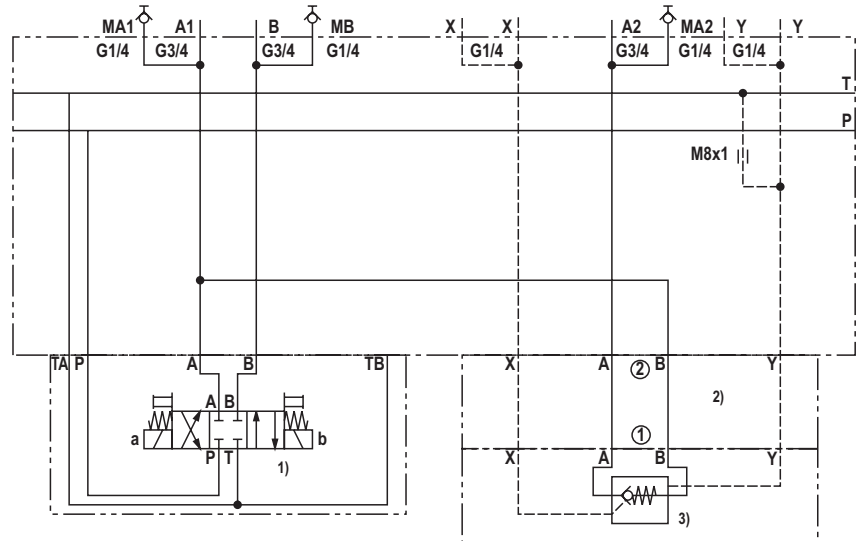 MA1 A1 B MB X X A2 MA2 Y Y
G1/4 G3/4 G3/4 G1/4 G1/4 G3/4 G1/4 G1/4
T
P
M8x1
TA P A B TB X A ② B Y
A B 2)
a b ①
P T 1) X A B Y
3)